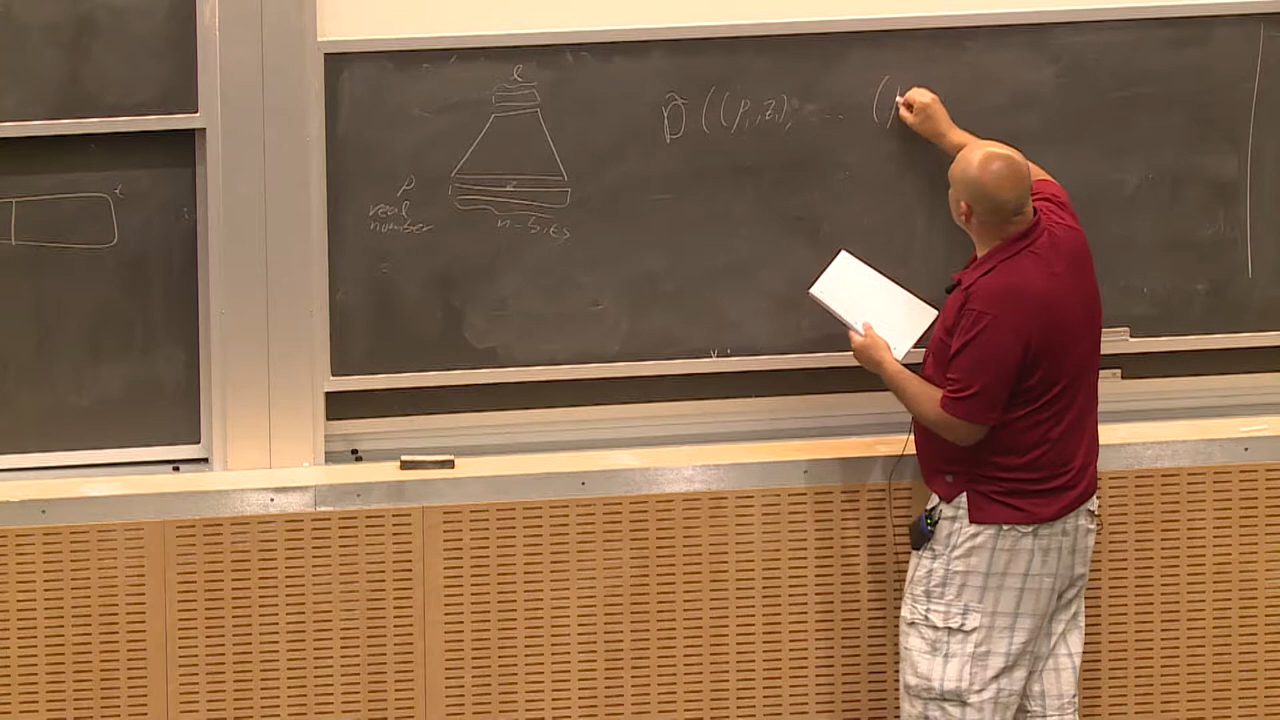 t
ℓ
z
p
real
number
n-bits
D̃ ((p₁,z₁), ... (p